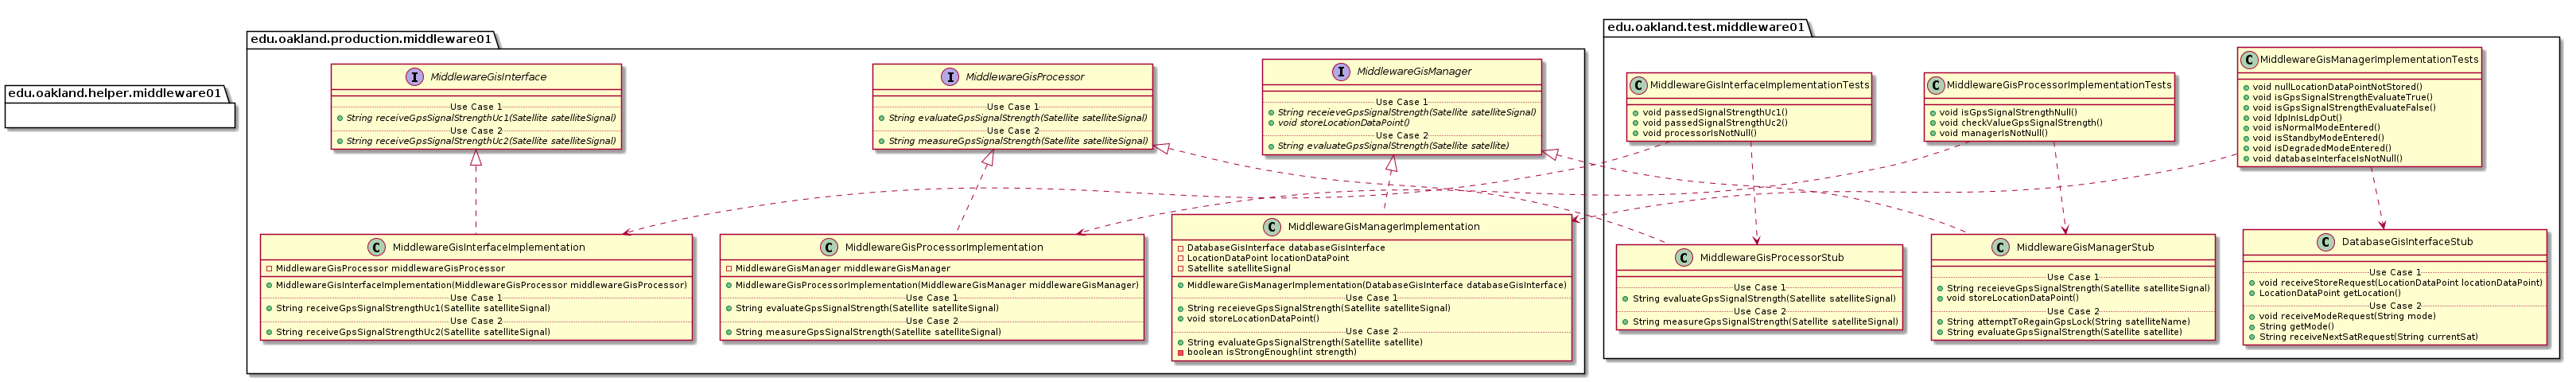 edu.oakland.helper.middleware01
edu.oakland.production.middleware01
I MiddlewareGisInterface
Use Case 1
String receiveGpsSignalStrengthUc1(Satellite satelliteSignal)
Use Case 2
String receiveGpsSignalStrengthUc2(Satellite satelliteSignal)
I MiddlewareGisProcessor
Use Case 1
String evaluateGpsSignalStrength(Satellite satelliteSignal)
Use Case 2
String measureGpsSignalStrength(Satellite satelliteSignal)
I MiddlewareGisManager
Use Case 1
String receieveGpsSignalStrength(Satellite satelliteSignal)
void storeLocationDataPoint()
Use Case 2
String evaluateGpsSignalStrength(Satellite satellite)
C MiddlewareGisInterfaceImplementation
MiddlewareGisProcessor middlewareGisProcessor
MiddlewareGisInterfaceImplementation(MiddlewareGisProcessor middlewareGisProcessor)
Use Case 1
String receiveGpsSignalStrengthUc1(Satellite satelliteSignal)
Use Case 2
String receiveGpsSignalStrengthUc2(Satellite satelliteSignal)
C MiddlewareGisProcessorImplementation
MiddlewareGisManager middlewareGisManager
MiddlewareGisProcessorImplementation(MiddlewareGisManager middlewareGisManager)
Use Case 1
String evaluateGpsSignalStrength(Satellite satelliteSignal)
Use Case 2
String measureGpsSignalStrength(Satellite satelliteSignal)
C MiddlewareGisManagerImplementation
DatabaseGisInterface databaseGisInterface
LocationDataPoint locationDataPoint
Satellite satelliteSignal
MiddlewareGisManagerImplementation(DatabaseGisInterface databaseGisInterface)
Use Case 1
String receieveGpsSignalStrength(Satellite satelliteSignal)
void storeLocationDataPoint()
Use Case 2
String evaluateGpsSignalStrength(Satellite satellite)
boolean isStrongEnough(int strength)
edu.oakland.test.middleware01
C MiddlewareGisInterfaceImplementationTests
void passedSignalStrengthUc1()
void passedSignalStrengthUc2()
void processorIsNotNull()
C MiddlewareGisProcessorImplementationTests
void isGpsSignalStrengthNull()
void checkValueGpsSignalStrength()
void managerIsNotNull()
C MiddlewareGisManagerImplementationTests
void nullLocationDataPointNotStored()
void isGpsSignalStrengthEvaluateTrue()
void isGpsSignalStrengthEvaluateFalse()
void ldpInIsLdpOut()
void isNormalModeEntered()
void isStandbyModeEntered()
void isDegradedModeEntered()
void databaseInterfaceIsNotNull()
C MiddlewareGisProcessorStub
Use Case 1
String evaluateGpsSignalStrength(Satellite satelliteSignal)
Use Case 2
String measureGpsSignalStrength(Satellite satelliteSignal)
C MiddlewareGisManagerStub
Use Case 1
String receieveGpsSignalStrength(Satellite satelliteSignal)
void storeLocationDataPoint()
Use Case 2
String attemptToRegainGpsLock(String satelliteName)
String evaluateGpsSignalStrength(Satellite satellite)
C DatabaseGisInterfaceStub
Use Case 1
void receiveStoreRequest(LocationDataPoint locationDataPoint)
LocationDataPoint getLocation()
Use Case 2
void receiveModeRequest(String mode)
String getMode()
String receiveNextSatRequest(String currentSat)